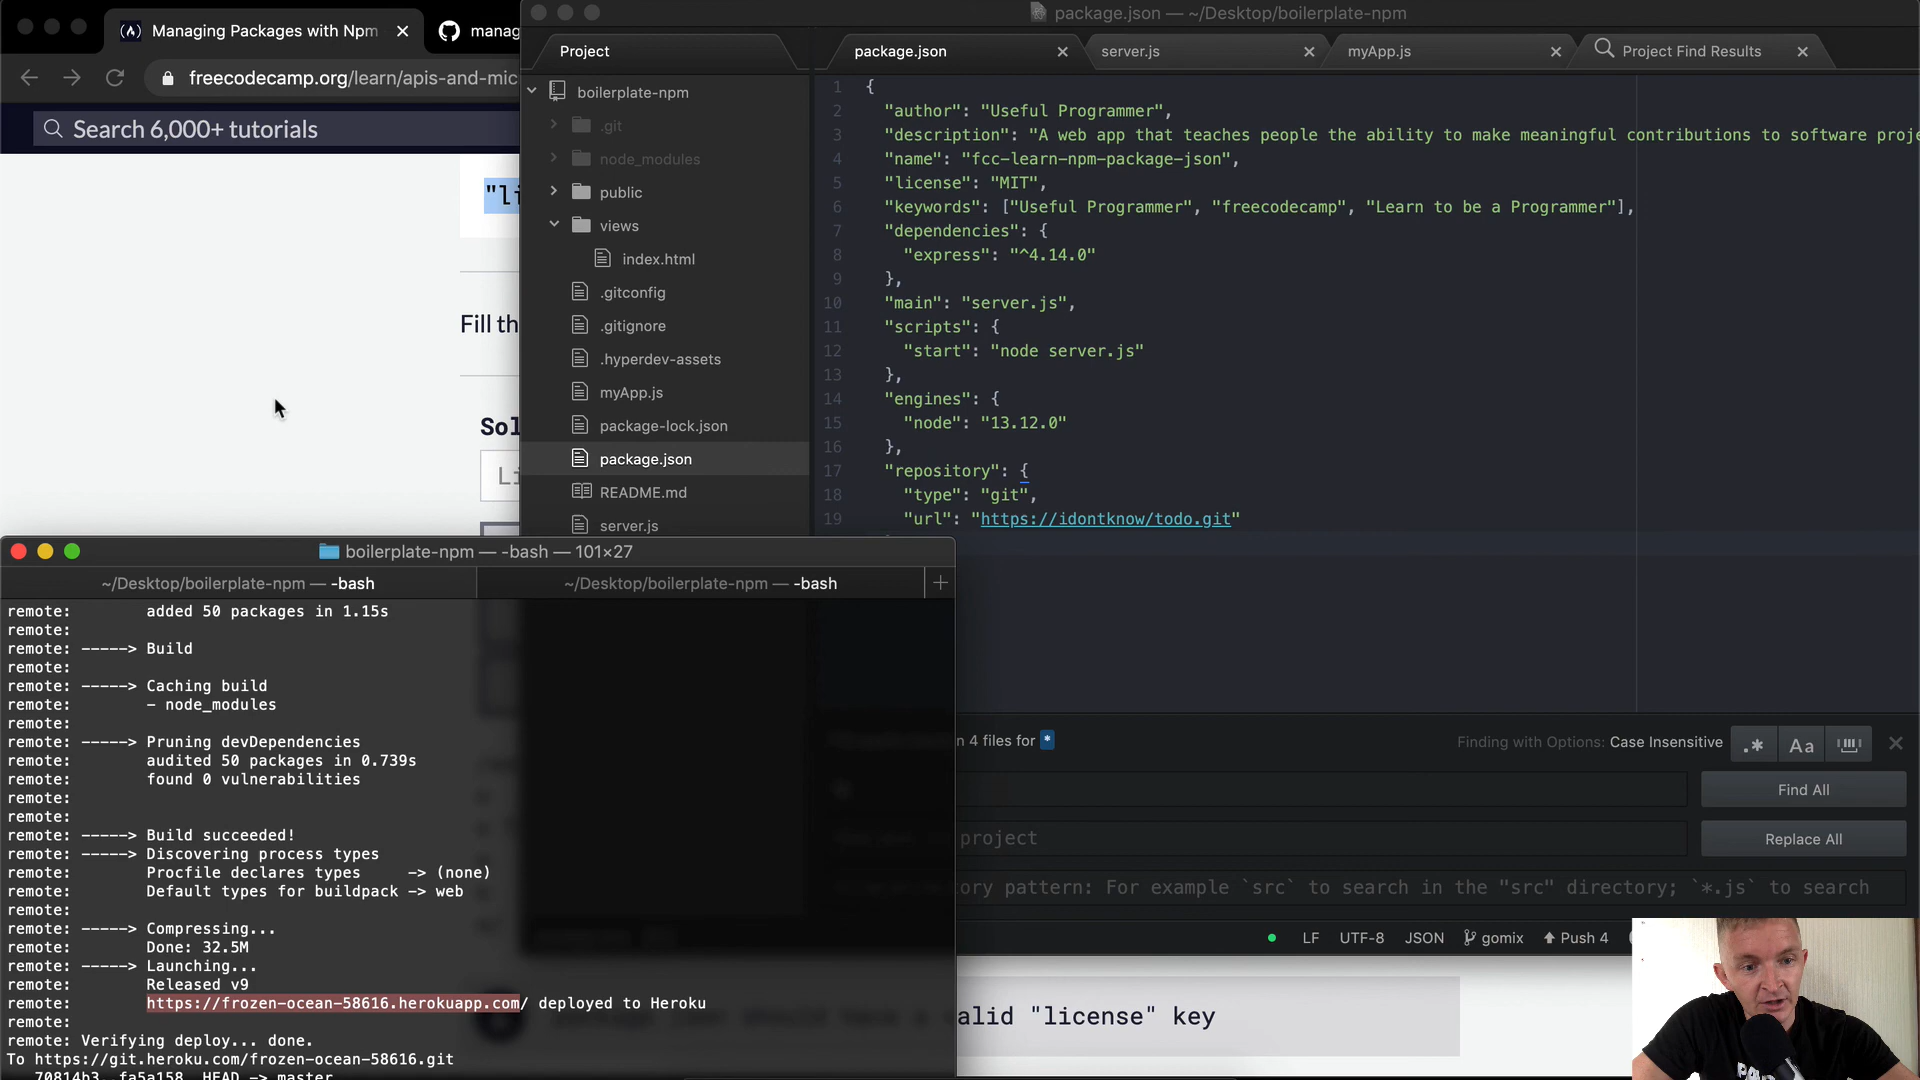 Managing Packages with Npm
manag
freecodecamp.org/learn/apis-and-mic
Search 6,000+ tutorials
"li
Fill th
Sol
Li
package.json — ~/Desktop/boilerplate-npm
Project
package.json
server.js
myApp.js
Project Find Results
boilerplate-npm
.git
node_modules
public
views
index.html
.gitconfig
.gitignore
.hyperdev-assets
myApp.js
package-lock.json
package.json
README.md
server.js
1 {
2 "author": "Useful Programmer",
3 "description": "A web app that teaches people the ability to make meaningful contributions to software proje
4 "name": "fcc-learn-npm-package-json",
5 "license": "MIT",
6 "keywords": ["Useful Programmer", "freecodecamp", "Learn to be a Programmer"],
7 "dependencies": {
8 "express": "^4.14.0"
9 },
10 "main": "server.js",
11 "scripts": {
12 "start": "node server.js"
13 },
14 "engines": {
15 "node": "13.12.0"
16 },
17 "repository": {
18 "type": "git",
19 "url": "https://idontknow/todo.git"
boilerplate-npm — -bash — 101×27
~/Desktop/boilerplate-npm — -bash
~/Desktop/boilerplate-npm — -bash
remote: added 50 packages in 1.15s
remote:
remote: -----> Build
remote:
remote: -----> Caching build
remote: - node_modules
remote:
remote: -----> Pruning devDependencies
remote: audited 50 packages in 0.739s
remote: found 0 vulnerabilities
remote:
remote:
remote: -----> Build succeeded!
remote: -----> Discovering process types
remote: Procfile declares types -> (none)
remote: Default types for buildpack -> web
remote:
remote: -----> Compressing...
remote: Done: 32.5M
remote: -----> Launching...
remote: Released v9
remote: https://frozen-ocean-58616.herokuapp.com/ deployed to Heroku
remote:
remote: Verifying deploy... done.
To https://git.heroku.com/frozen-ocean-58616.git
70814b3..fa5a158 HEAD -> master
n 4 files for *
Finding with Options: Case Insensitive
.* Aa
Find All
project
Replace All
ory pattern: For example `src` to search in the "src" directory; `*.js` to search
LF UTF-8 JSON gomix Push 4
alid "license" key